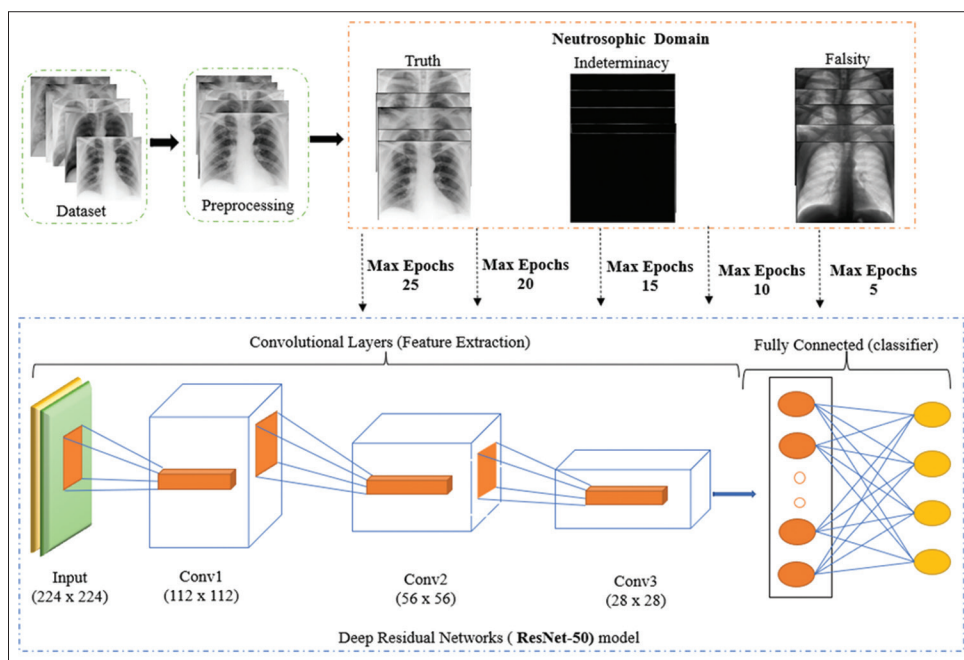 Neutrosophic Domain
Truth
Indeterminacy
Falsity
Dataset
Preprocessing
Max Epochs
25
Max Epochs
20
Max Epochs
15
Max Epochs
10
Max Epochs
5
Convolutional Layers (Feature Extraction)
Fully Connected (classifier)
Input
(224 x 224)
Conv1
(112 x 112)
Conv2
(56 x 56)
Conv3
(28 x 28)
Deep Residual Networks ( ResNet-50) model